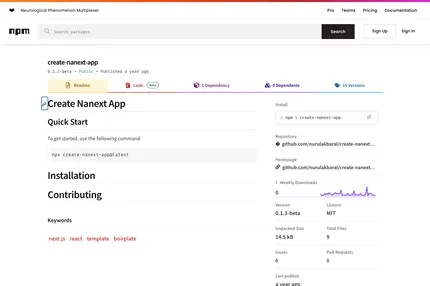 Neurological Phenomenon Multiplexer
Pro Teams Pricing Documentation
npm
Search packages
Search
Sign Up
Sign In
create-nanext-app
0.1.3-beta • Public • Published a year ago
Readme
Code Beta
1 Dependency
0 Dependents
16 Versions
Create Nanext App
Quick Start
To get started, use the following command:
npx create-nanext-app@latest
Installation
Contributing
Keywords
next.js react template boirplate
Install
> npm i create-nanext-app
Repository
github.com/nurulakbaral/create-nanext...
Homepage
github.com/nurulakbaral/create-nanext...
Weekly Downloads
0
Version
0.1.3-beta
License
MIT
Unpacked Size
14.5 kB
Total Files
9
Issues
0
Pull Requests
0
Last publish
a year ago